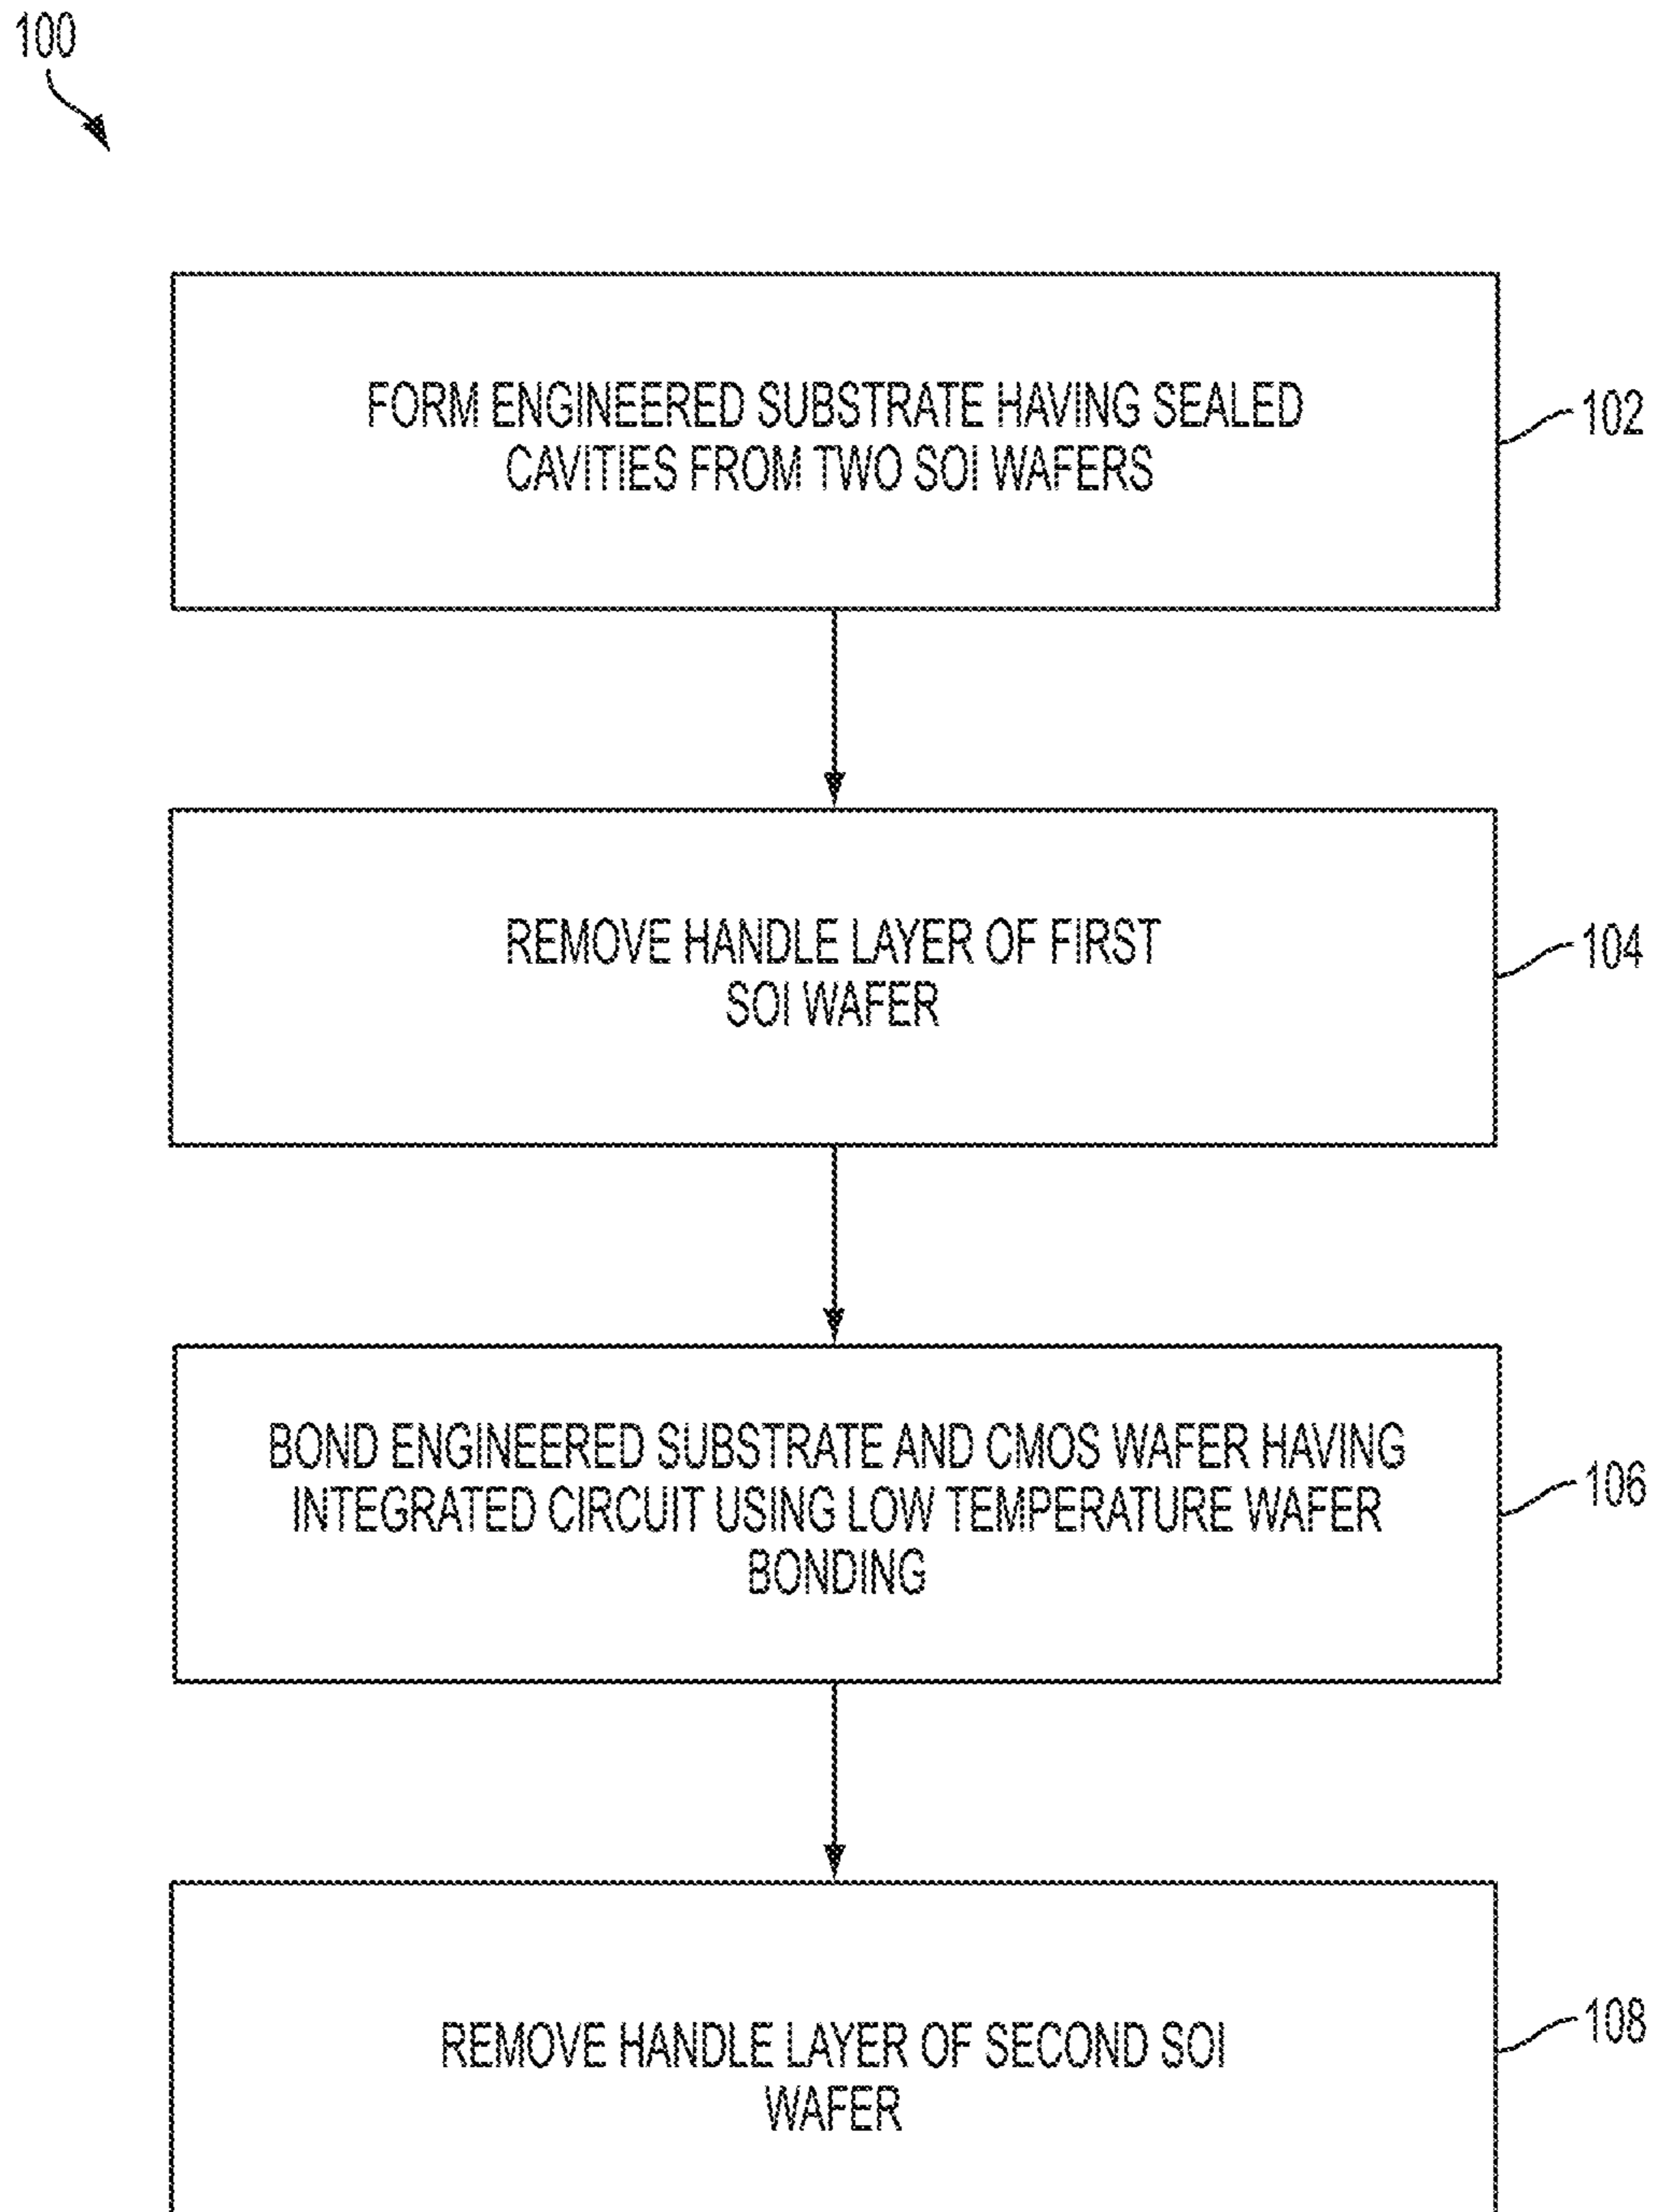 100
FORM ENGINEERED SUBSTRATE HAVING SEALED
CAVITIES FROM TWO SOI WAFERS
102
REMOVE HANDLE LAYER OF FIRST
SOI WAFER
104
BOND ENGINEERED SUBSTRATE AND CMOS WAFER HAVING
INTEGRATED CIRCUIT USING LOW TEMPERATURE WAFER
BONDING
106
REMOVE HANDLE LAYER OF SECOND SOI
WAFER
108